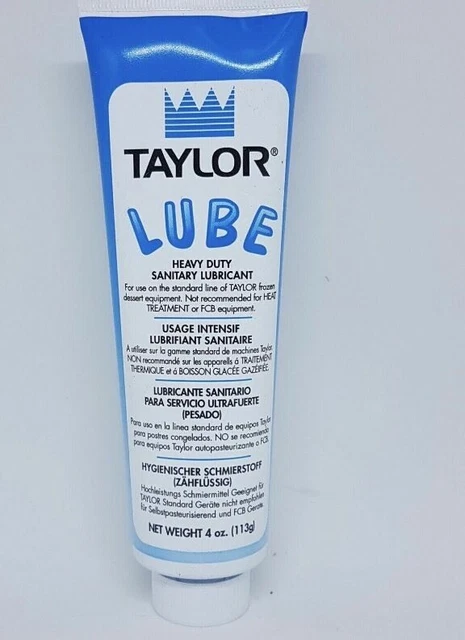 TAYLOR®
LUBE
HEAVY DUTY
SANITARY LUBRICANT
For use on the standard line of TAYLOR frozen
dessert equipment. Not recommended for HEAT
TREATMENT or FCB equipment.
USAGE INTENSIF
LUBRIFIANT SANITAIRE
A utiliser sur la gamme standard de machines Taylor
NON recommandé sur les appareils á TRAITEMENT
THERMIQUE et á BOISSON GLACÉE GAZÉIFIÉE.
LUBRICANTE SANITARIO
PARA SERVICIO ULTRAFUERTE
(PESADO)
Para uso en la linea standard de equipos Taylor
para postres congelados. NO se recomienda
para equipos Taylor autopasteurizante o FCB.
HYGIENISCHER SCHMIERSTOFF
(ZÄHFLÜSSIG)
Hochleistungs Schmiermittel Geeignet für
TAYLOR Standard Geräte nicht empfohlen
für Selbstpasteurisierend und FCB Geräte.
NET WEIGHT 4 oz. (113g)